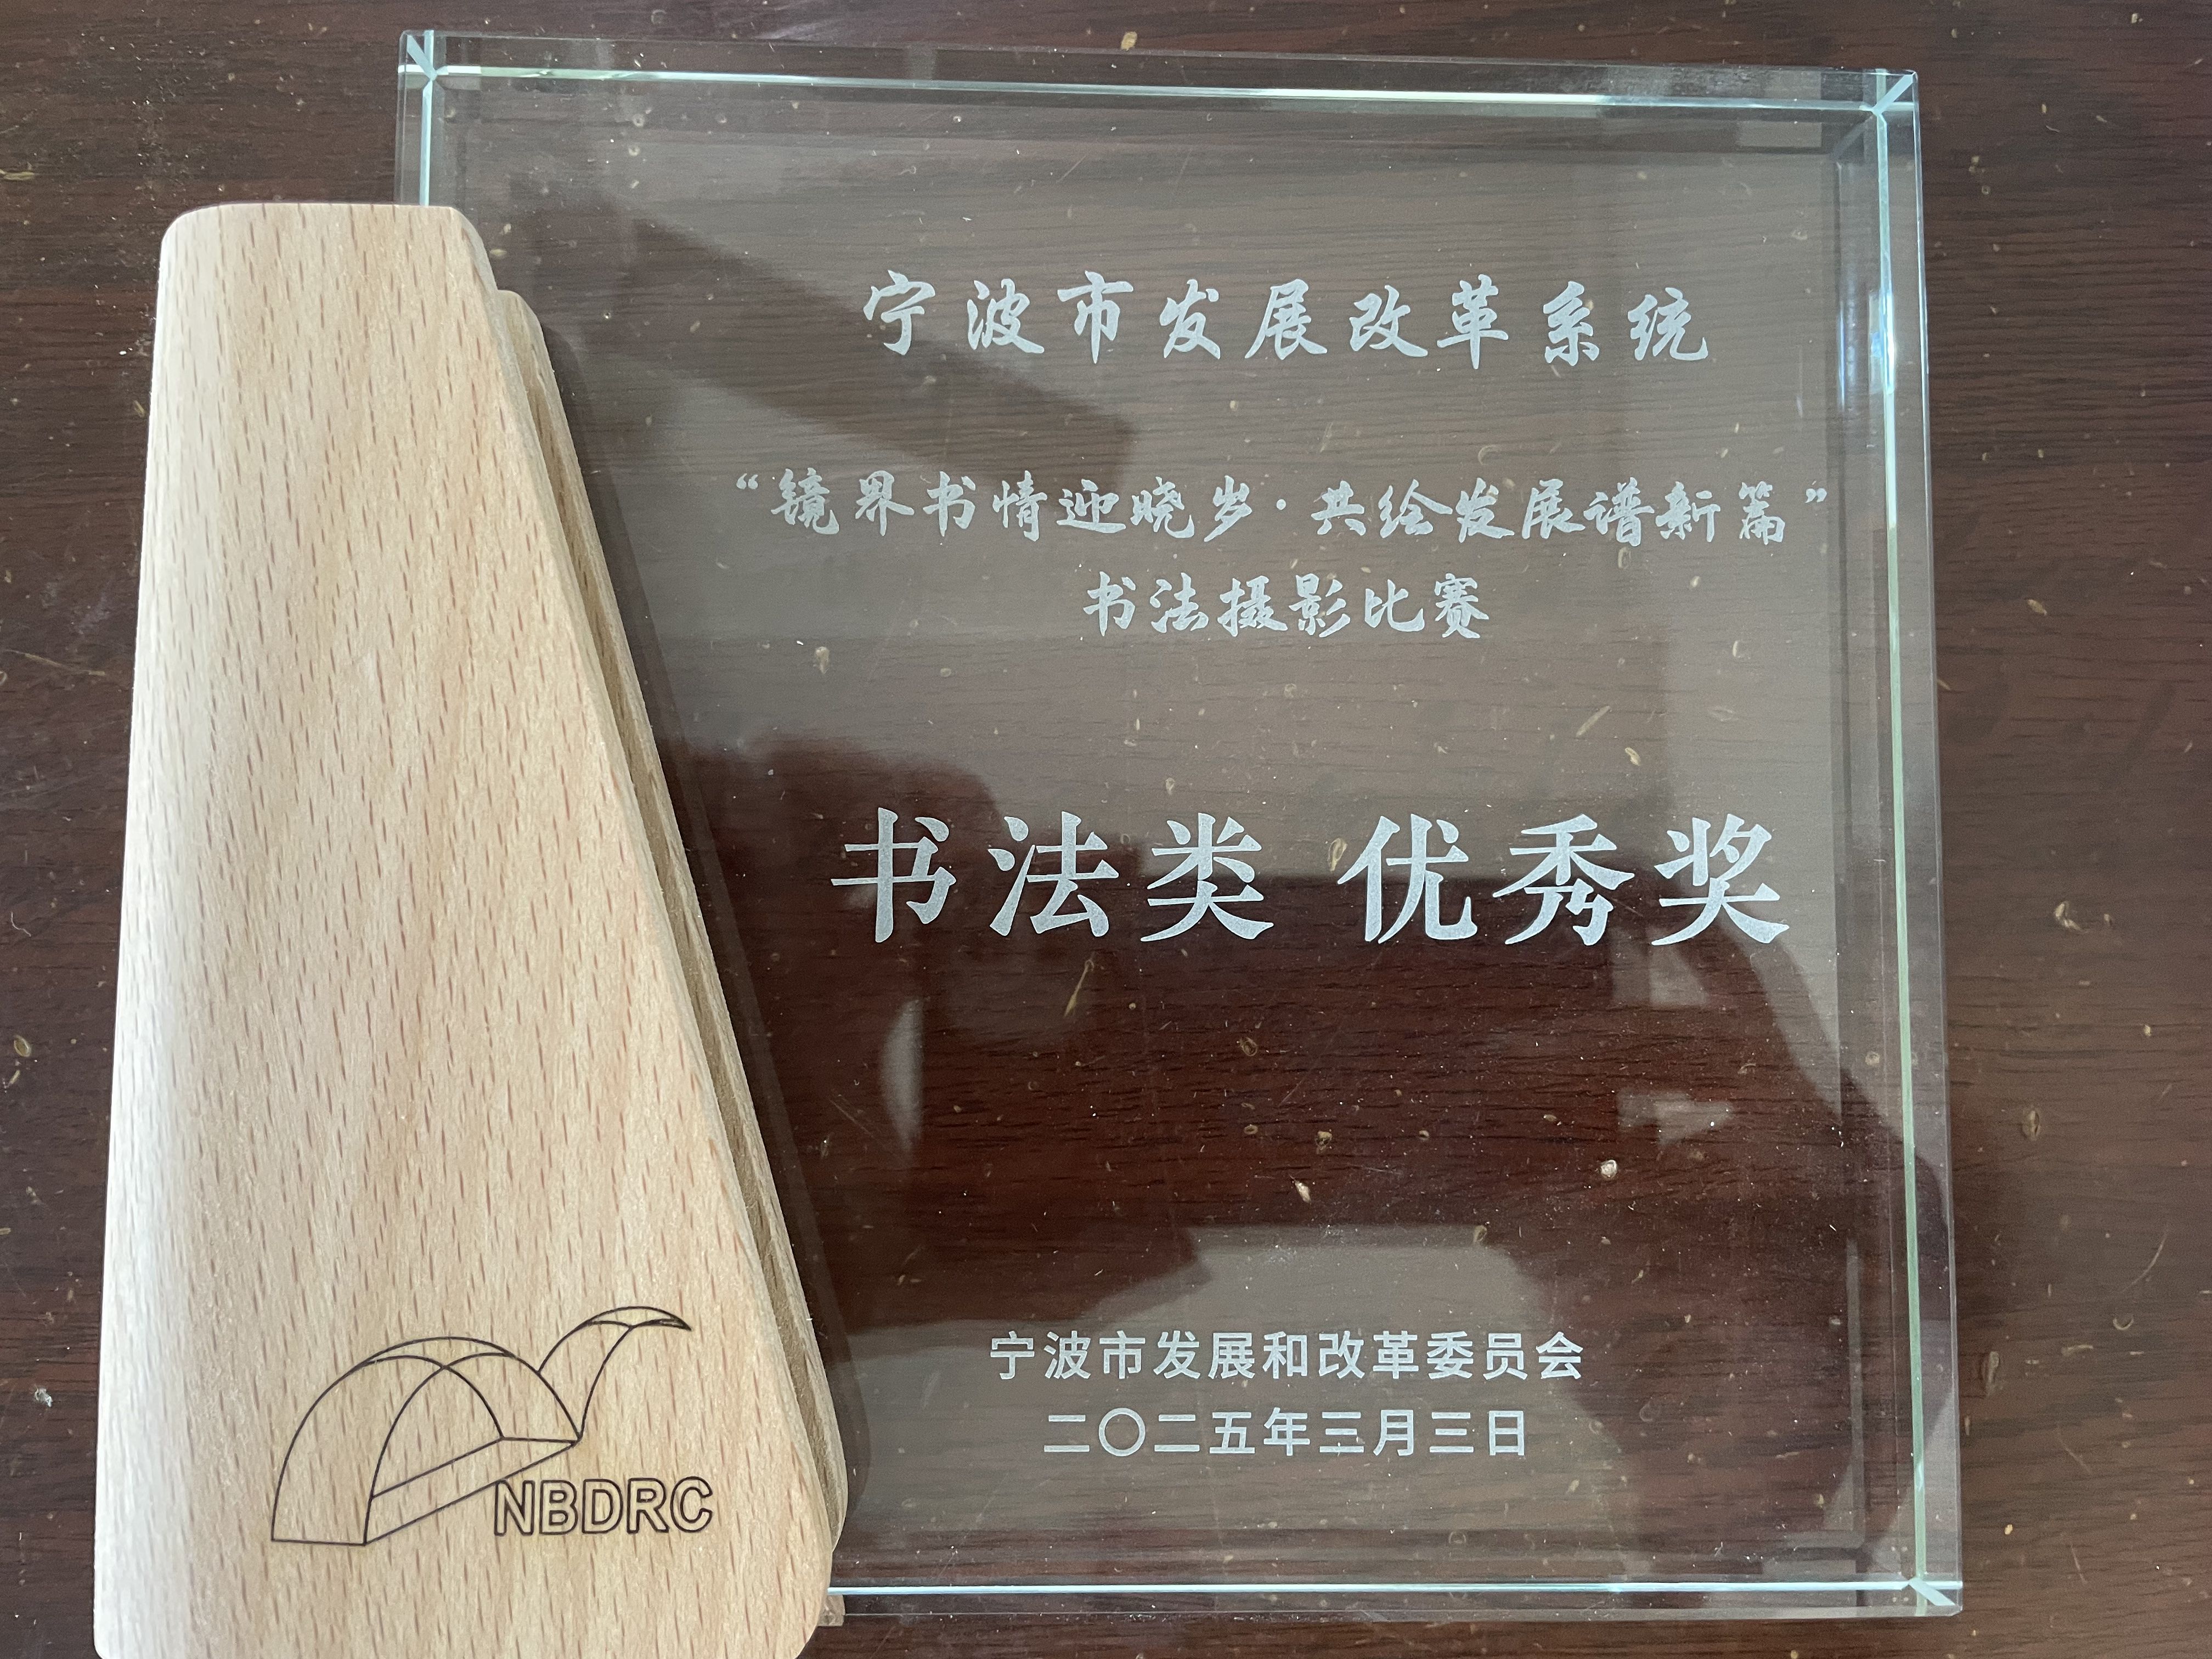 宁波市发展改革系统
“镜界书情迎晓岁·共绘发展谱新篇”
书法摄影比赛
书法类 优秀奖
宁波市发展和改革委员会
二〇二五年三月三日
NBDRC